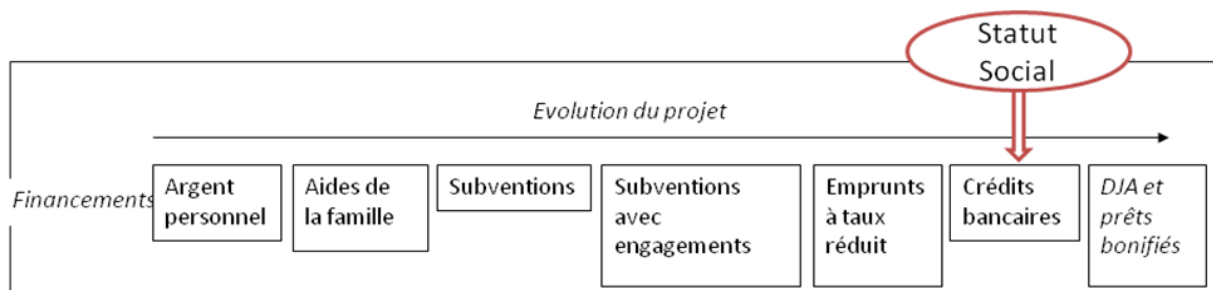 Statut
Social
Evolution du projet
Financements
Argent
personnel
Aides de
la famille
Subventions
Subventions
avec
engagements
Emprunts
à taux
réduit
Crédits
bancaires
DJA et
prêts
bonifiés